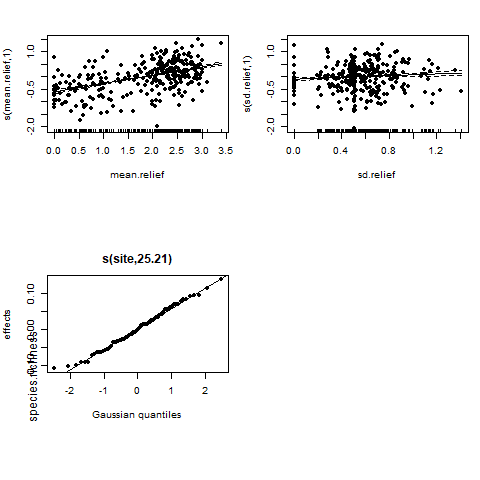 s(mean.relief,1)
1.0
-0.5
-2.0
0.0 0.5 1.0 1.5 2.0 2.5 3.0 3.5
mean.relief
s(sd.relief,1)
1.0
-0.5
-2.0
0.0 0.4 0.8 1.2
sd.relief
s(site,25.21)
effects
species.richness
0.10
0.00
-0.10
-2 -1 0 1 2
Gaussian quantiles